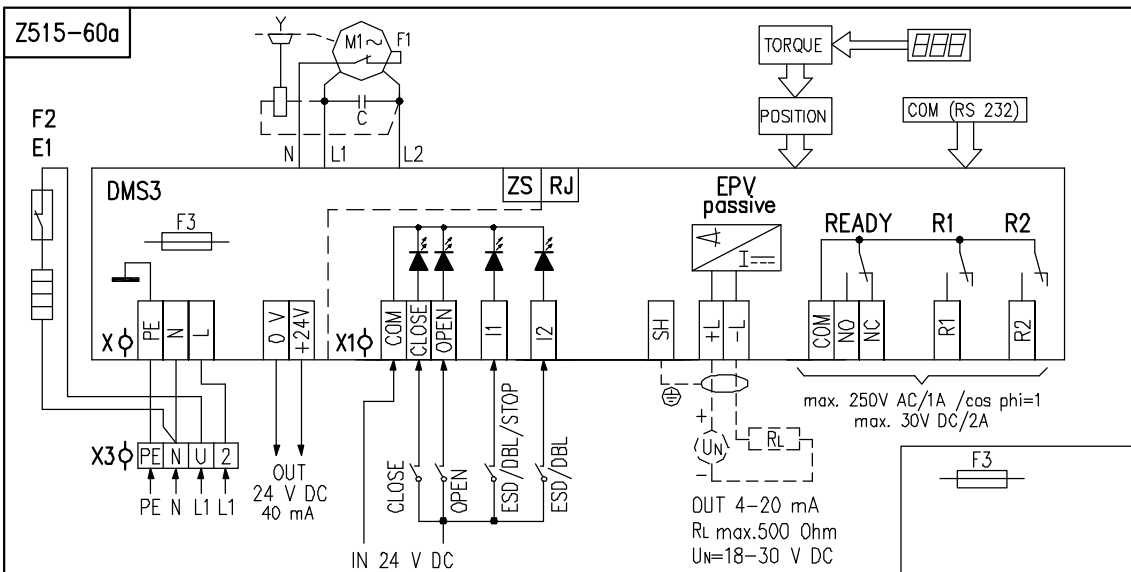 Z515-60a
Y
M1~
F1
C
N
L1
L2
TORQUE
POSITION
COM (RS 232)
F2
E1
DMS3
F3
ZS
RJ
EPV
passive
READY
R1
R2
X
PE
N
L
0 V
+24V
X1
COM
CLOSE
OPEN
I1
I2
SH
+L
-L
COM
NO
NC
R1
R2
max. 250V AC/1A /cos phi=1
max. 30V DC/2A
X3
PE
N
U
2
PE
N
L1
L1
OUT
24 V DC
40 mA
CLOSE
OPEN
ESD/DBL/STOP
ESD/DBL
IN 24 V DC
+
UN
-
RL
OUT 4-20 mA
RL max.500 Ohm
UN=18-30 V DC
F3